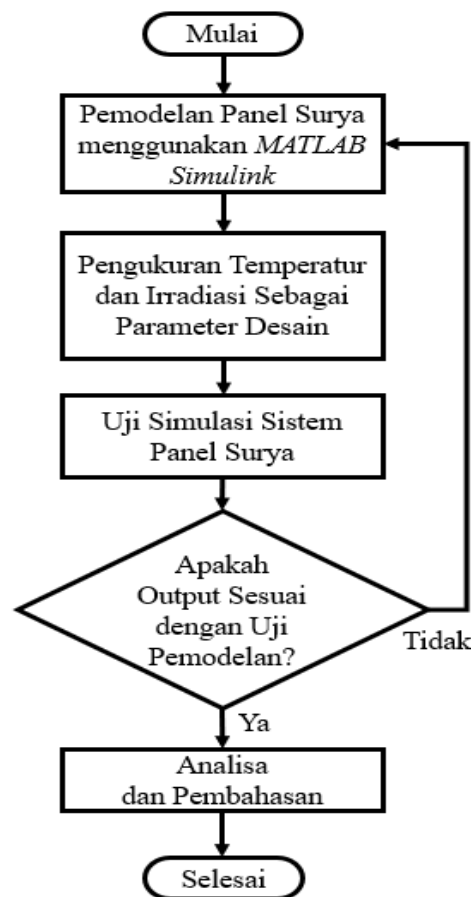 Mulai
Pemodelan Panel Surya
menggunakan MATLAB
Simulink
Pengukuran Temperatur
dan Irradiasi Sebagai
Parameter Desain
Uji Simulasi Sistem
Panel Surya
Apakah
Output Sesuai
dengan Uji
Pemodelan?
Tidak
Ya
Analisa
dan Pembahasan
Selesai